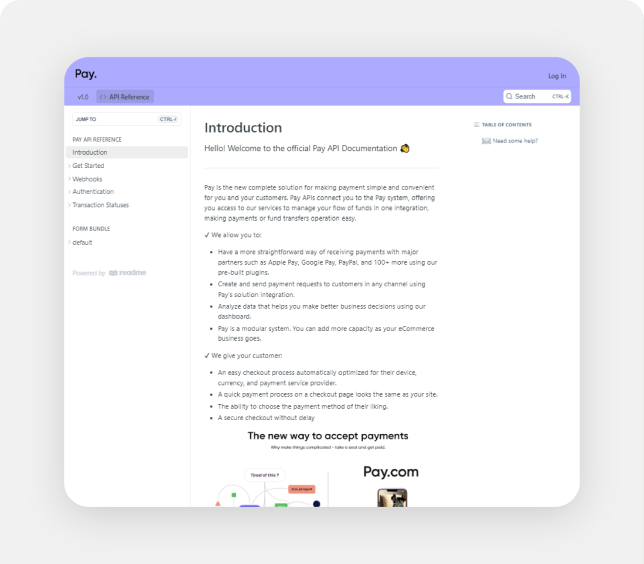 Pay.
Log In
v1.0
<> API Reference
Search
CTRL-K
JUMP TO
CTRL-/
PAY API REFERENCE
Introduction
Get Started
Webhooks
Authentication
Transaction Statuses
FORM BUNDLE
default
Powered by readme
Introduction
Hello! Welcome to the official Pay API Documentation
Pay is the new complete solution for making payment simple and convenient
for you and your customers. Pay APIs connect you to the Pay system, offering
you access to our services to manage your flow of funds in one integration,
making payments or fund transfers operation easy.
✓ We allow you to:
• Have a more straightforward way of receiving payments with major
partners such as Apple Pay, Google Pay, PayPal, and 100+ more using our
pre-built plugins.
• Create and send payment requests to customers in any channel using
Pay's solution integration.
• Analyze data that helps you make better business decisions using our
dashboard.
• Pay is a modular system. You can add more capacity as your eCommerce
business goes.
✓ We give your customer:
• An easy checkout process automatically optimized for their device,
currency, and payment service provider.
• A quick payment process on a checkout page looks the same as your site.
• The ability to choose the payment method of their liking.
• A secure checkout without delay
The new way to accept payments
Why make things complicated - take a seat and get paid.
Tired of this ?
Pay.com
TABLE OF CONTENTS
Need some help?